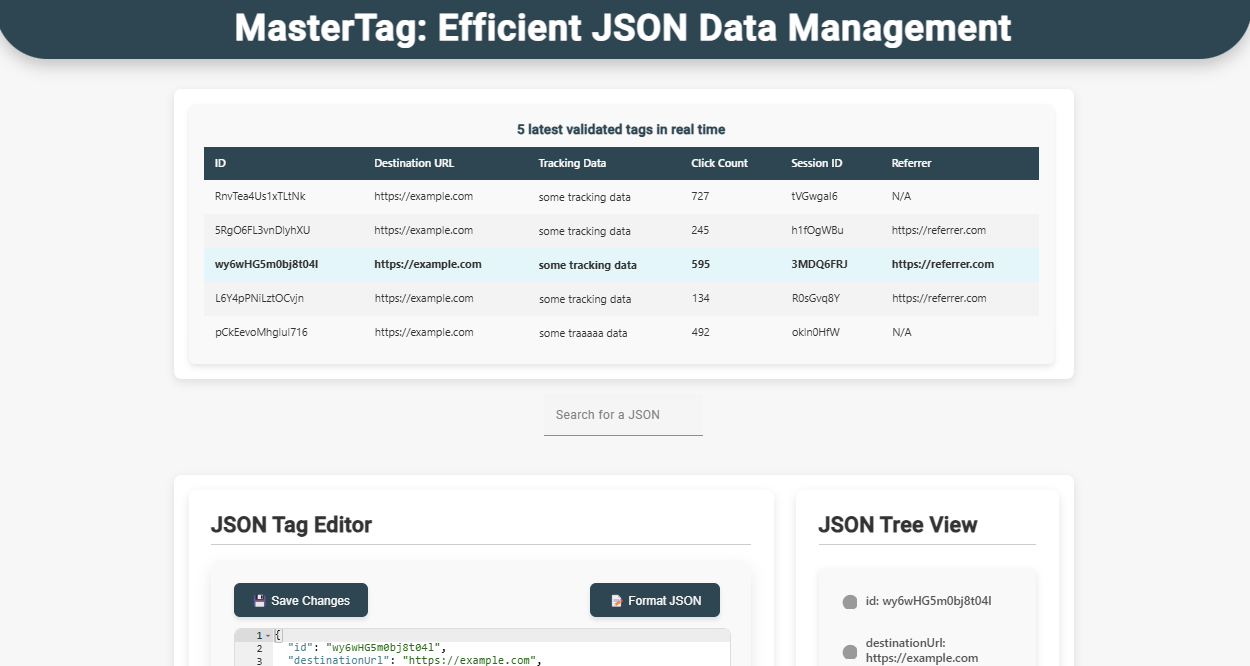 MasterTag: Efficient JSON Data Management
5 latest validated tags in real time
ID Destination URL Tracking Data Click Count Session ID Referrer
RnvTea4Us1xTLtNk https://example.com some tracking data 727 tVGwgaI6 N/A
5RgO6FL3vnDlyhXU https://example.com some tracking data 245 h1fOgWBu https://referrer.com
wy6wHG5m0bj8t04l https://example.com some tracking data 595 3MDQ6FRJ https://referrer.com
L6Y4pPNiLztOCvjn https://example.com some tracking data 134 R0sGvq8Y https://referrer.com
pCkEevoMhgIuI716 https://example.com some traaaaa data 492 okIn0HfW N/A
Search for a JSON
JSON Tag Editor
JSON Tree View
💾 Save Changes
📝 Format JSON
id: wy6wHG5m0bj8t04l
1 {
2 "id": "wy6wHG5m0bj8t04l",
3 "destinationUrl": "https://example.com",
destinationUrl:
https://example.com